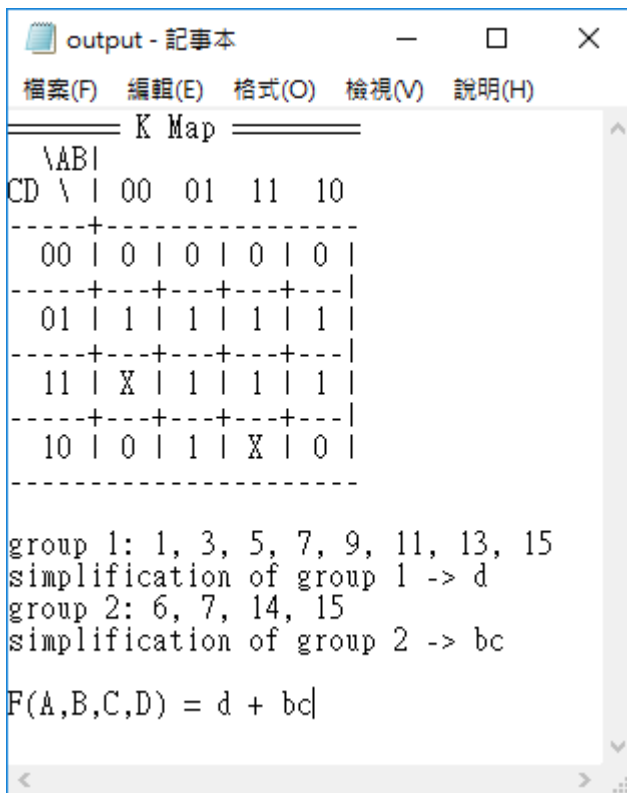 output - 記事本
檔案(F) 編輯(E) 格式(O) 檢視(V) 說明(H)
====== K Map ======
   \AB|
CD \ | 00  01  11  10
-----+----------------
  00 | 0 | 0 | 0 | 0 |
-----+---+---+---+---|
  01 | 1 | 1 | 1 | 1 |
-----+---+---+---+---|
  11 | X | 1 | 1 | 1 |
-----+---+---+---+---|
  10 | 0 | 1 | X | 0 |
----------------------
group 1: 1, 3, 5, 7, 9, 11, 13, 15
simplification of group 1 -> d
group 2: 6, 7, 14, 15
simplification of group 2 -> bc
F(A,B,C,D) = d + bc